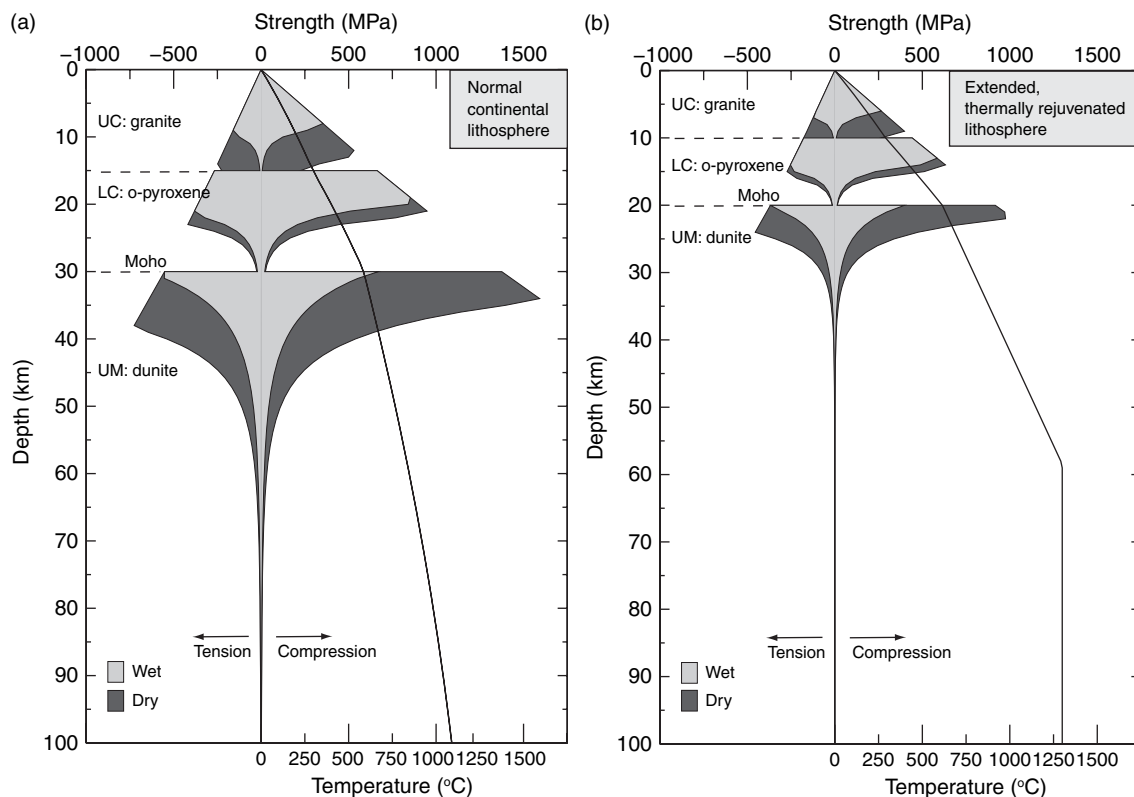 (a)
Strength (MPa)
−1000 −500 0 500 1000 1500
0
10
20
30
40
50
60
70
80
90
100
Depth (km)
UC: granite
LC: o-pyroxene
Moho
UM: dunite
Normal
continental
lithosphere
Tension Compression
Wet
Dry
0 250 500 750 1000 1500
Temperature (°C)
(b)
Strength (MPa)
−1000 −500 0 500 1000 1500
0
10
20
30
40
50
60
70
80
90
100
Depth (km)
UC: granite
LC: o-pyroxene
Moho
UM: dunite
Extended,
thermally rejuvenated
lithosphere
Tension Compression
Wet
Dry
0 250 500 750 1000 1250 1500
Temperature (°C)